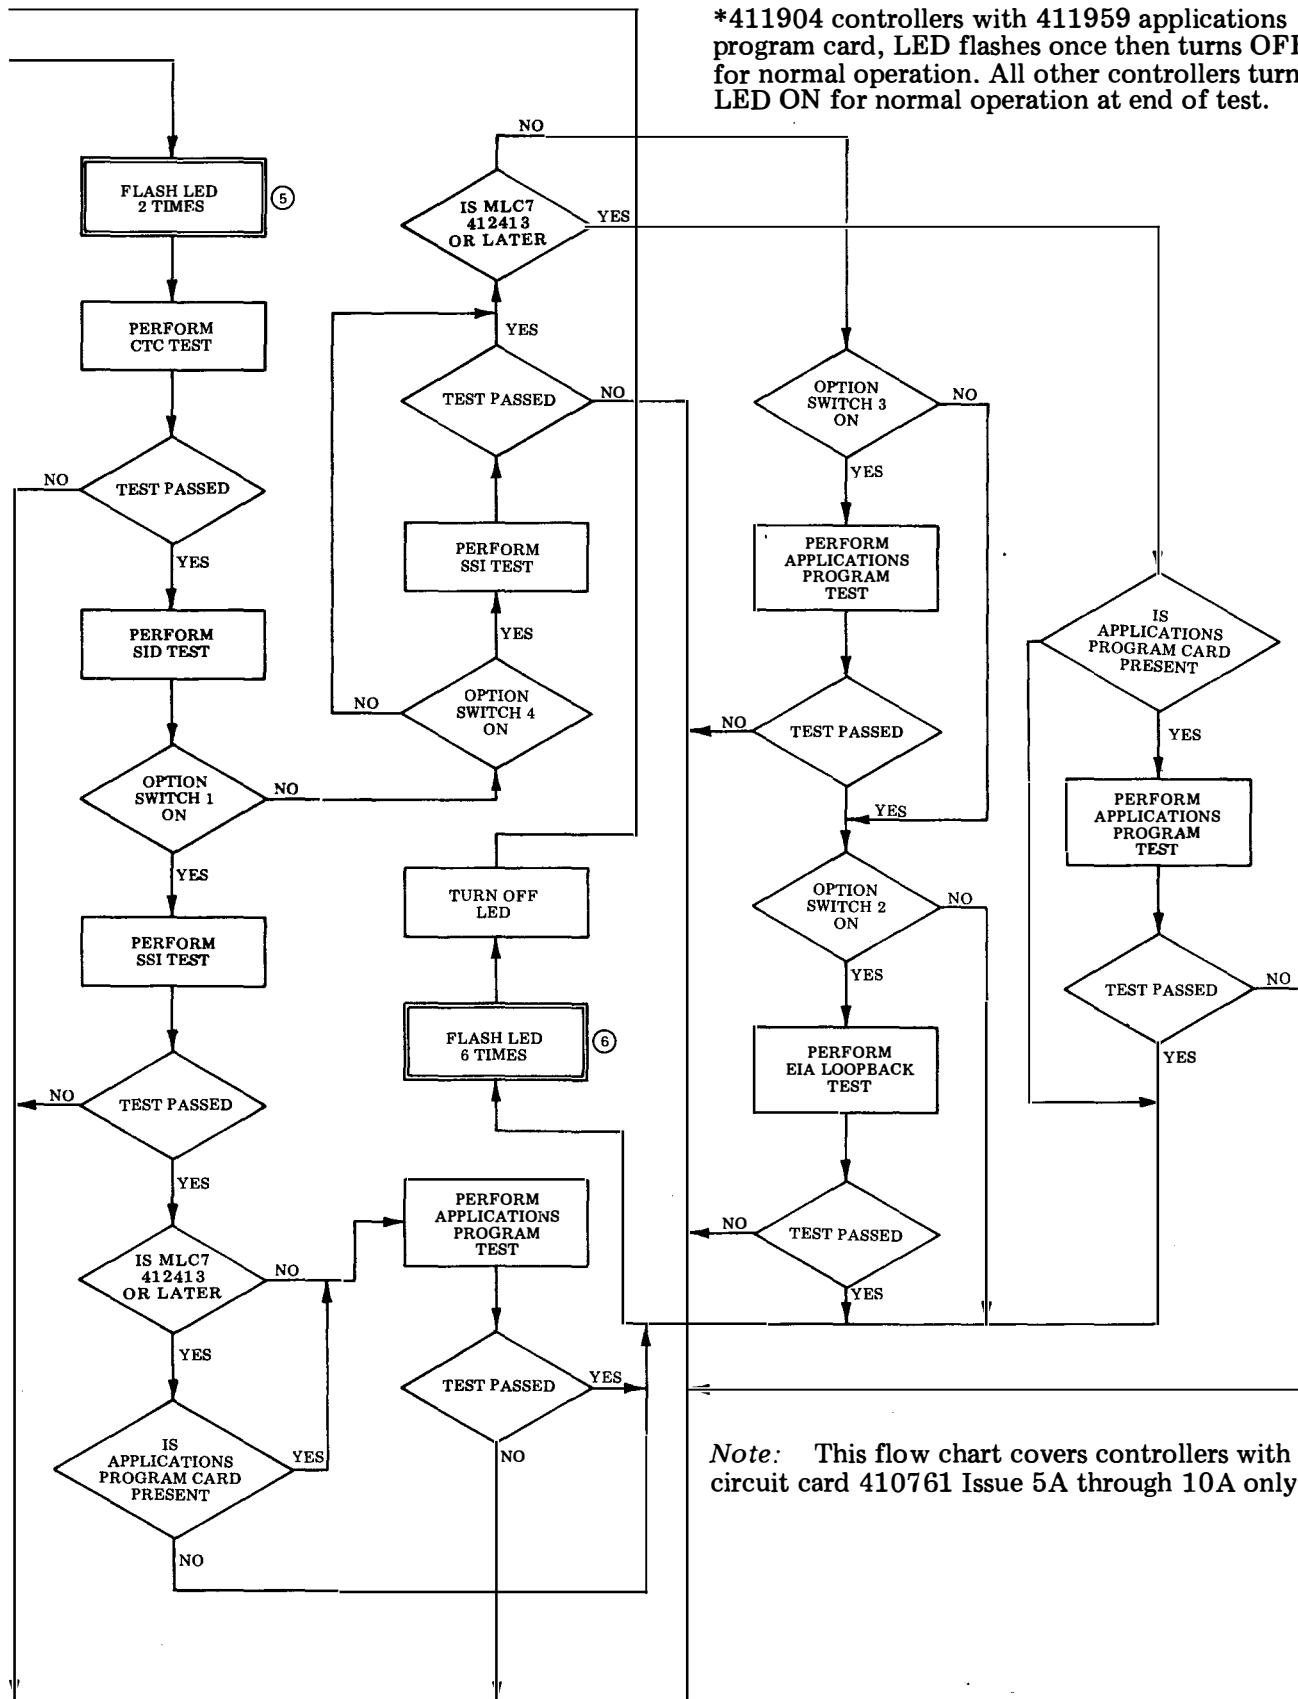 *411904 controllers with 411959 applications
program card, LED flashes once then turns OFF
for normal operation. All other controllers turn
LED ON for normal operation at end of test.
FLASH LED
2 TIMES
5
PERFORM
CTC TEST
TEST PASSED
NO
YES
PERFORM
SID TEST
OPTION
SWITCH 1
ON
NO
YES
PERFORM
SSI TEST
TEST PASSED
NO
YES
IS MLC7
412413
OR LATER
NO
YES
IS
APPLICATIONS
PROGRAM CARD
PRESENT
YES
NO
NO
IS MLC7
412413
OR LATER
YES
YES
TEST PASSED
NO
PERFORM
SSI TEST
YES
OPTION
SWITCH 4
ON
NO
TURN OFF
LED
FLASH LED
6 TIMES
6
PERFORM
APPLICATIONS
PROGRAM
TEST
TEST PASSED
YES
NO
OPTION
SWITCH 3
ON
NO
YES
PERFORM
APPLICATIONS
PROGRAM
TEST
TEST PASSED
NO
YES
OPTION
SWITCH 2
ON
NO
YES
PERFORM
EIA LOOPBACK
TEST
TEST PASSED
NO
YES
IS
APPLICATIONS
PROGRAM CARD
PRESENT
YES
PERFORM
APPLICATIONS
PROGRAM
TEST
TEST PASSED
NO
YES
Note: This flow chart covers controllers with
circuit card 410761 Issue 5A through 10A only